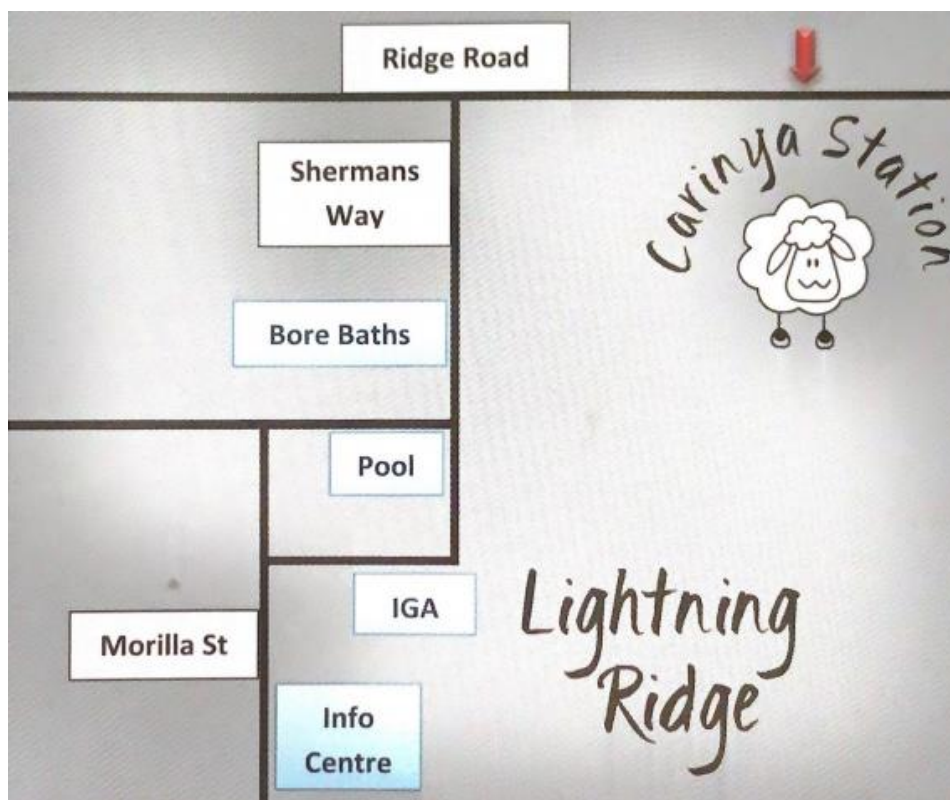 Ridge Road
Carinya Station
Shermans
Way
Bore Baths
Pool
IGA
Lightning
Ridge
Morilla St
Info
Centre